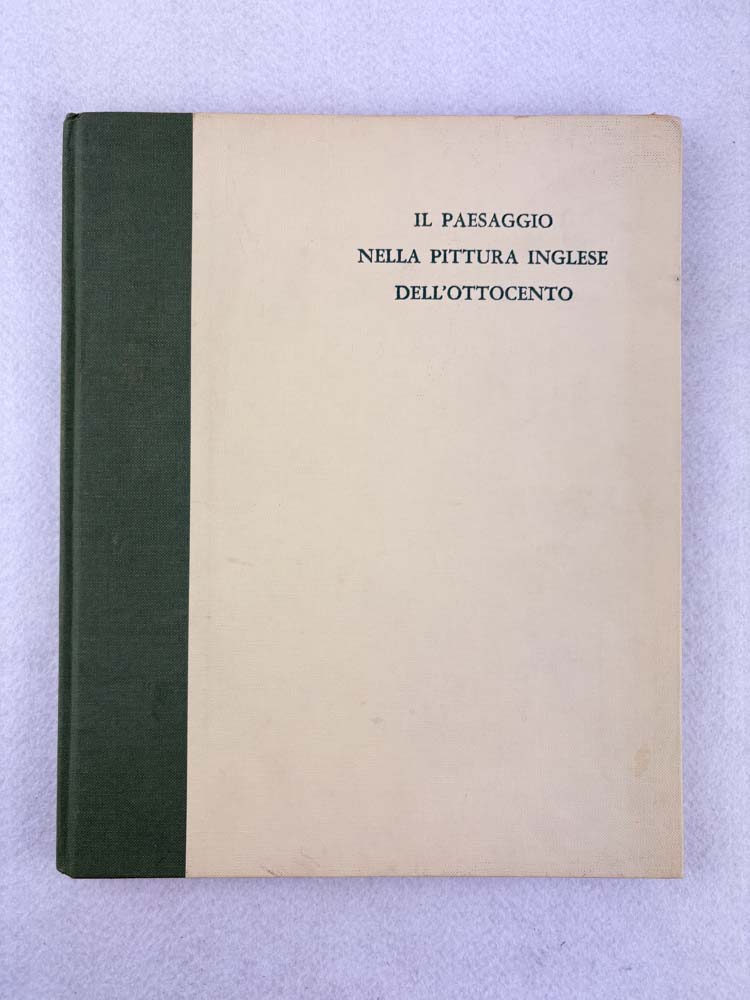 IL PAESAGGIO
NELLA PITTURA INGLESE
DELL'OTTOCENTO